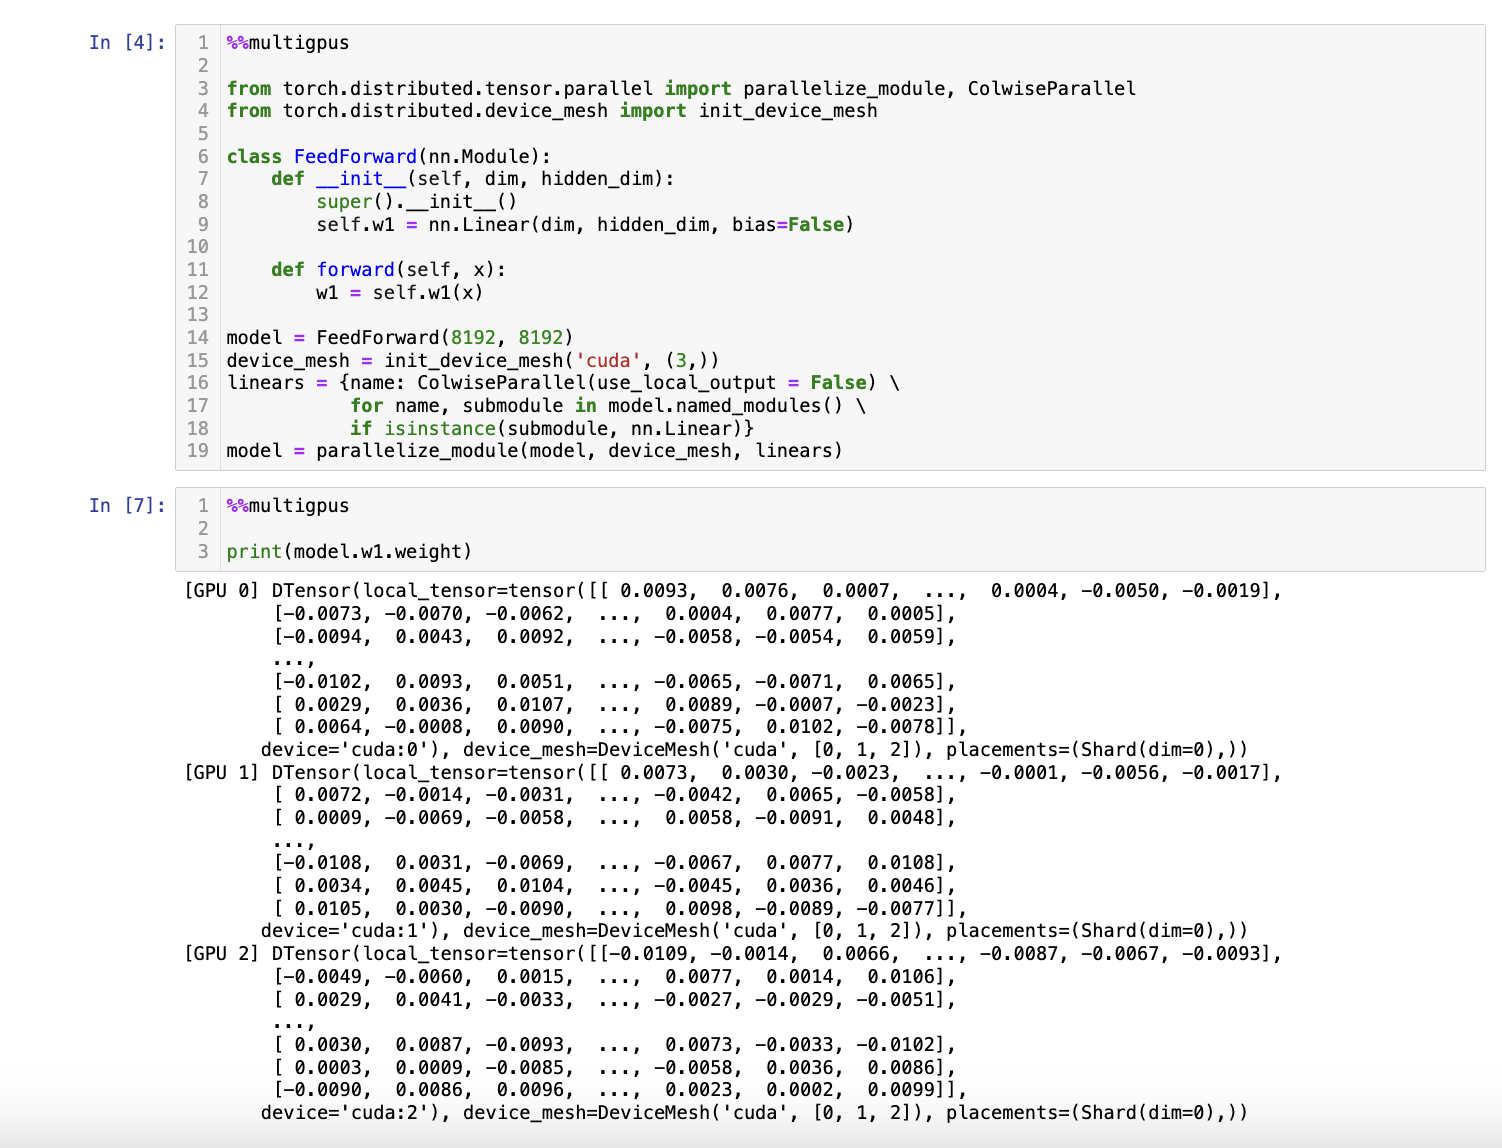 In [4]:
1 %%multigpus
2
3 from torch.distributed.tensor.parallel import parallelize_module, ColwiseParallel
4 from torch.distributed.device_mesh import init_device_mesh
5
6 class FeedForward(nn.Module):
7     def __init__(self, dim, hidden_dim):
8         super().__init__()
9         self.w1 = nn.Linear(dim, hidden_dim, bias=False)
10
11     def forward(self, x):
12         w1 = self.w1(x)
13
14 model = FeedForward(8192, 8192)
15 device_mesh = init_device_mesh('cuda', (3,))
16 linears = {name: ColwiseParallel(use_local_output = False) \
17            for name, submodule in model.named_modules() \
18            if isinstance(submodule, nn.Linear)}
19 model = parallelize_module(model, device_mesh, linears)
In [7]:
1 %%multigpus
2
3 print(model.w1.weight)
[GPU 0] DTensor(local_tensor=tensor([[ 0.0093,  0.0076,  0.0007,  ...,  0.0004, -0.0050, -0.0019],
        [-0.0073, -0.0070, -0.0062,  ...,  0.0004,  0.0077,  0.0005],
        [-0.0094,  0.0043,  0.0092,  ..., -0.0058, -0.0054,  0.0059],
        ...,
        [-0.0102,  0.0093,  0.0051,  ..., -0.0065, -0.0071,  0.0065],
        [ 0.0029,  0.0036,  0.0107,  ...,  0.0089, -0.0007, -0.0023],
        [ 0.0064, -0.0008,  0.0090,  ..., -0.0075,  0.0102, -0.0078]],
       device='cuda:0'), device_mesh=DeviceMesh('cuda', [0, 1, 2]), placements=(Shard(dim=0),))
[GPU 1] DTensor(local_tensor=tensor([[ 0.0073,  0.0030, -0.0023,  ..., -0.0001, -0.0056, -0.0017],
        [ 0.0072, -0.0014, -0.0031,  ..., -0.0042,  0.0065, -0.0058],
        [ 0.0009, -0.0069, -0.0058,  ...,  0.0058, -0.0091,  0.0048],
        ...,
        [-0.0108,  0.0031, -0.0069,  ..., -0.0067,  0.0077,  0.0108],
        [ 0.0034,  0.0045,  0.0104,  ..., -0.0045,  0.0036,  0.0046],
        [ 0.0105,  0.0030, -0.0090,  ...,  0.0098, -0.0089, -0.0077]],
       device='cuda:1'), device_mesh=DeviceMesh('cuda', [0, 1, 2]), placements=(Shard(dim=0),))
[GPU 2] DTensor(local_tensor=tensor([[-0.0109, -0.0014,  0.0066,  ..., -0.0087, -0.0067, -0.0093],
        [-0.0049, -0.0060,  0.0015,  ...,  0.0077,  0.0014,  0.0106],
        [ 0.0029,  0.0041, -0.0033,  ..., -0.0027, -0.0029, -0.0051],
        ...,
        [ 0.0030,  0.0087, -0.0093,  ...,  0.0073, -0.0033, -0.0102],
        [ 0.0003,  0.0009, -0.0085,  ..., -0.0058,  0.0036,  0.0086],
        [-0.0090,  0.0086,  0.0096,  ...,  0.0023,  0.0002,  0.0099]],
       device='cuda:2'), device_mesh=DeviceMesh('cuda', [0, 1, 2]), placements=(Shard(dim=0),))